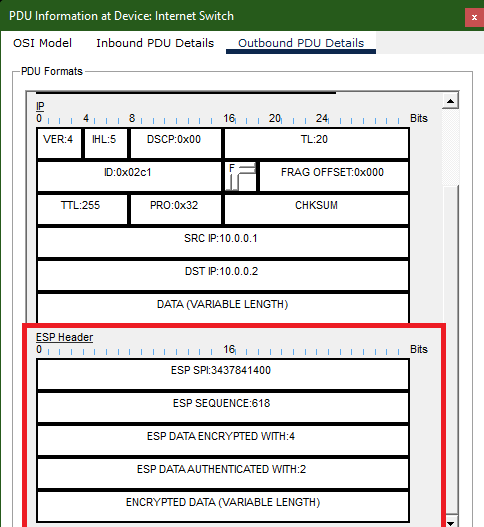 PDU Information at Device: Internet Switch
x
OSI Model Inbound PDU Details Outbound PDU Details
PDU Formats
IP
0 4 8 16 20 24 Bits
VER:4 IHL:5 DSCP:0x00 TL:20
ID:0x02c1 F FRAG OFFSET:0x000
TTL:255 PRO:0x32 CHKSUM
SRC IP:10.0.0.1
DST IP:10.0.0.2
DATA (VARIABLE LENGTH)
ESP Header
0 16 Bits
ESP SPI:3437841400
ESP SEQUENCE:618
ESP DATA ENCRYPTED WITH:4
ESP DATA AUTHENTICATED WITH:2
ENCRYPTED DATA (VARIABLE LENGTH)